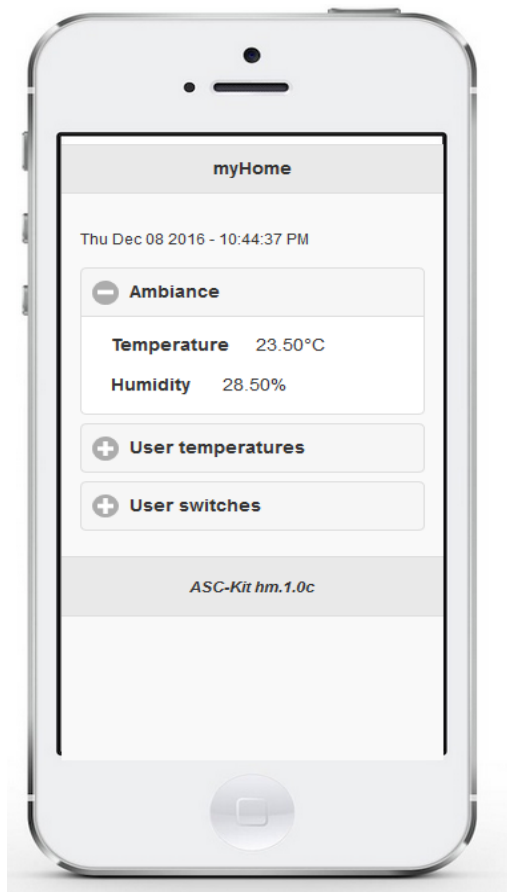 myHome
Thu Dec 08 2016 - 10:44:37 PM
Ambiance
Temperature 23.50°C
Humidity 28.50%
User temperatures
User switches
ASC-Kit hm.1.0c